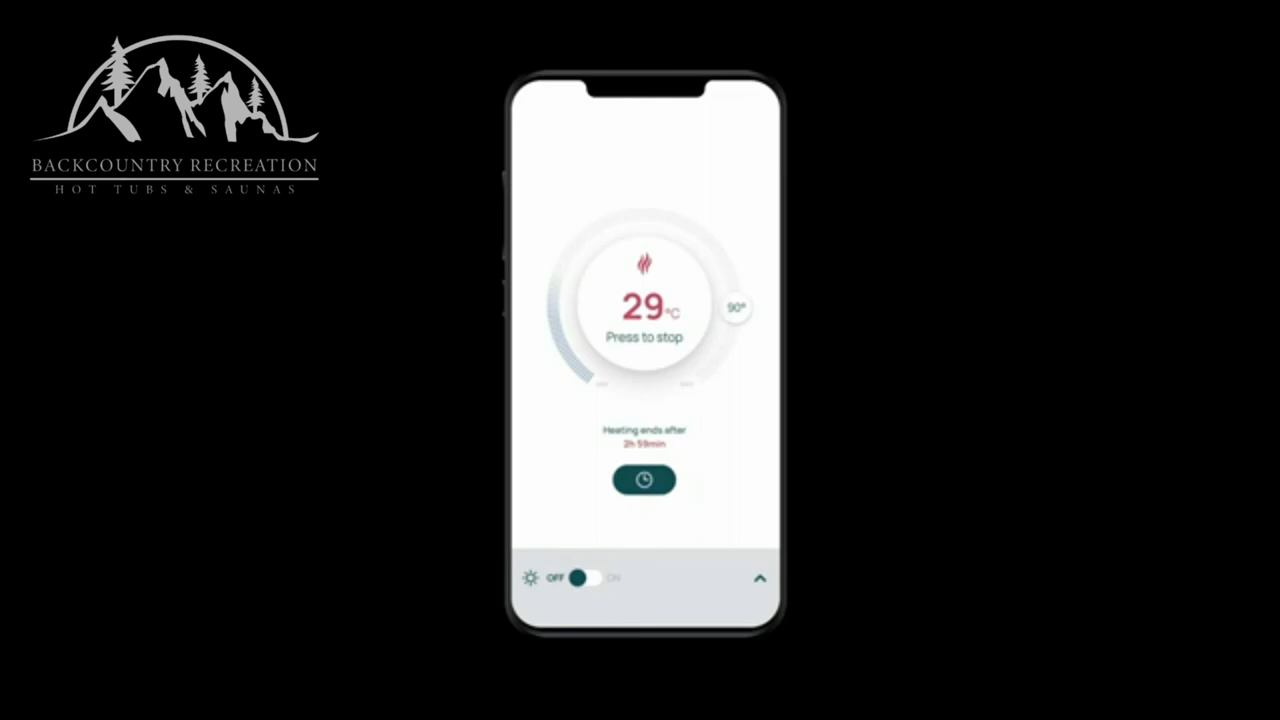 BACKCOUNTRY RECREATION
HOT TUBS & SAUNAS
29°C
Press to stop
90°
Heating ends after
2h 59min
OFF
ON